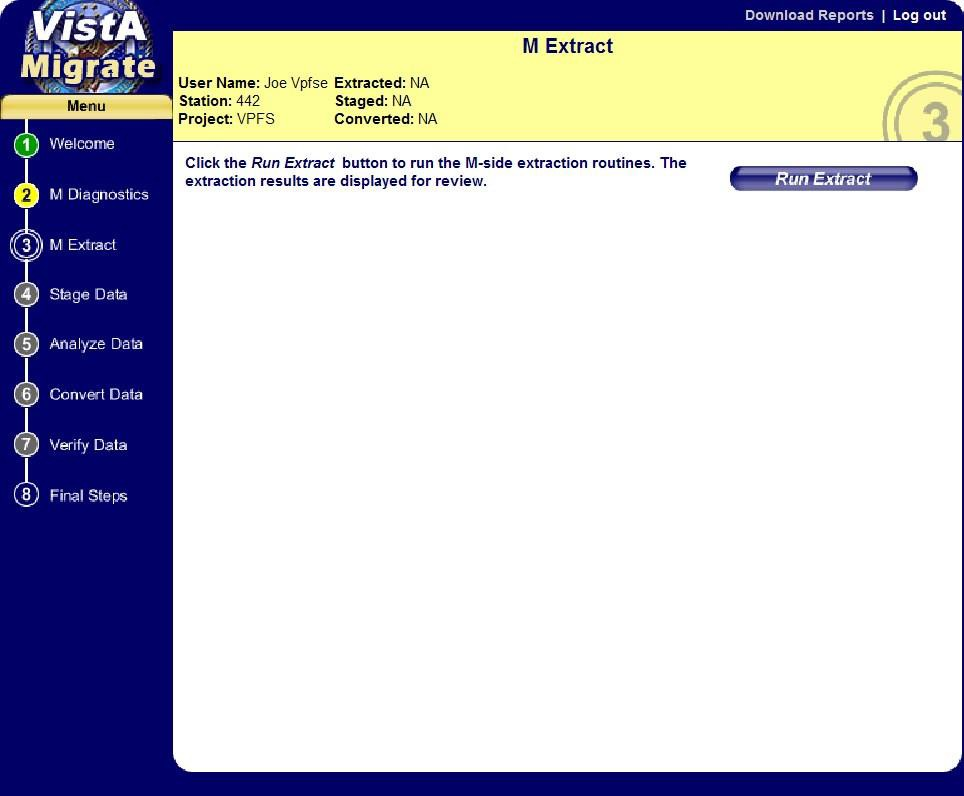 VistA
Migrate
Download Reports | Log out
M Extract
User Name: Joe Vpfse Extracted: NA
Station: 442 Staged: NA
Project: VPFS Converted: NA
3
Menu
1 Welcome
2 M Diagnostics
3 M Extract
4 Stage Data
5 Analyze Data
6 Convert Data
7 Verify Data
8 Final Steps
Click the Run Extract button to run the M-side extraction routines. The
extraction results are displayed for review.
Run Extract